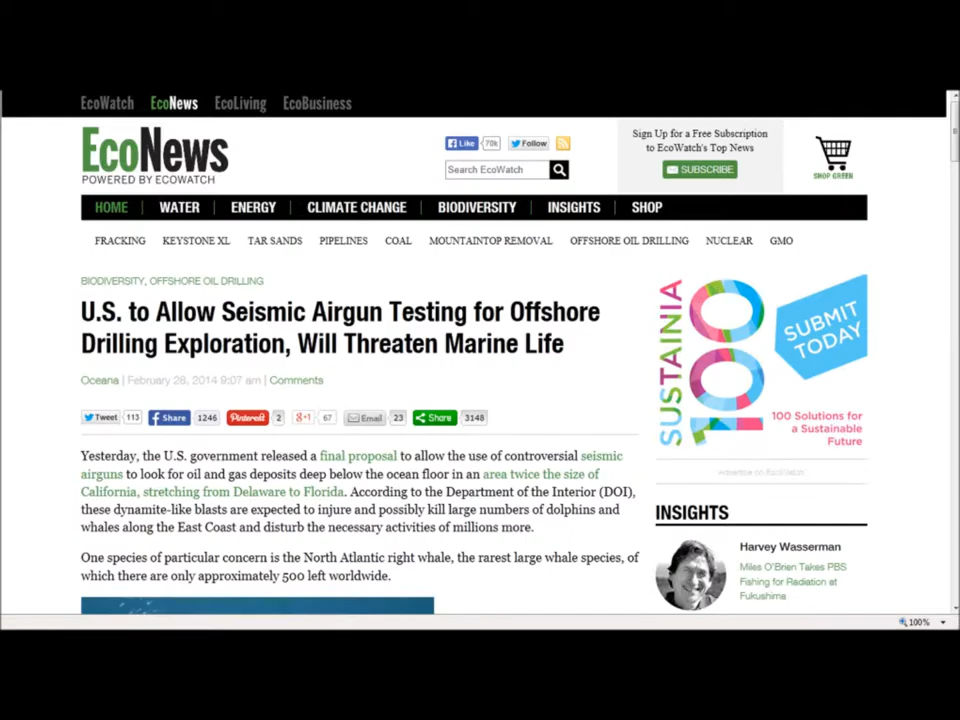 EcoWatch EcoNews EcoLiving EcoBusiness
EcoNews
POWERED BY ECOWATCH
Like 70k Follow
Search EcoWatch
Sign Up for a Free Subscription
to EcoWatch's Top News
SUBSCRIBE
SHOP GREEN
HOME WATER ENERGY CLIMATE CHANGE BIODIVERSITY INSIGHTS SHOP
FRACKING KEYSTONE XL TAR SANDS PIPELINES COAL MOUNTAINTOP REMOVAL OFFSHORE OIL DRILLING NUCLEAR GMO
BIODIVERSITY, OFFSHORE OIL DRILLING
U.S. to Allow Seismic Airgun Testing for Offshore
Drilling Exploration, Will Threaten Marine Life
Oceana | February 28, 2014 9:07 am | Comments
Tweet 113 Share 1246 Pinterest 2 g+1 67 Email 23 Share 3148
Yesterday, the U.S. government released a final proposal to allow the use of controversial seismic
airguns to look for oil and gas deposits deep below the ocean floor in an area twice the size of
California, stretching from Delaware to Florida. According to the Department of the Interior (DOI),
these dynamite-like blasts are expected to injure and possibly kill large numbers of dolphins and
whales along the East Coast and disturb the necessary activities of millions more.
One species of particular concern is the North Atlantic right whale, the rarest large whale species, of
which there are only approximately 500 left worldwide.
SUSTAINIA
100
SUBMIT
TODAY
100 Solutions for
a Sustainable
Future
Advertise on EcoWatch
INSIGHTS
Harvey Wasserman
Miles O'Brien Takes PBS
Fishing for Radiation at
Fukushima
100%